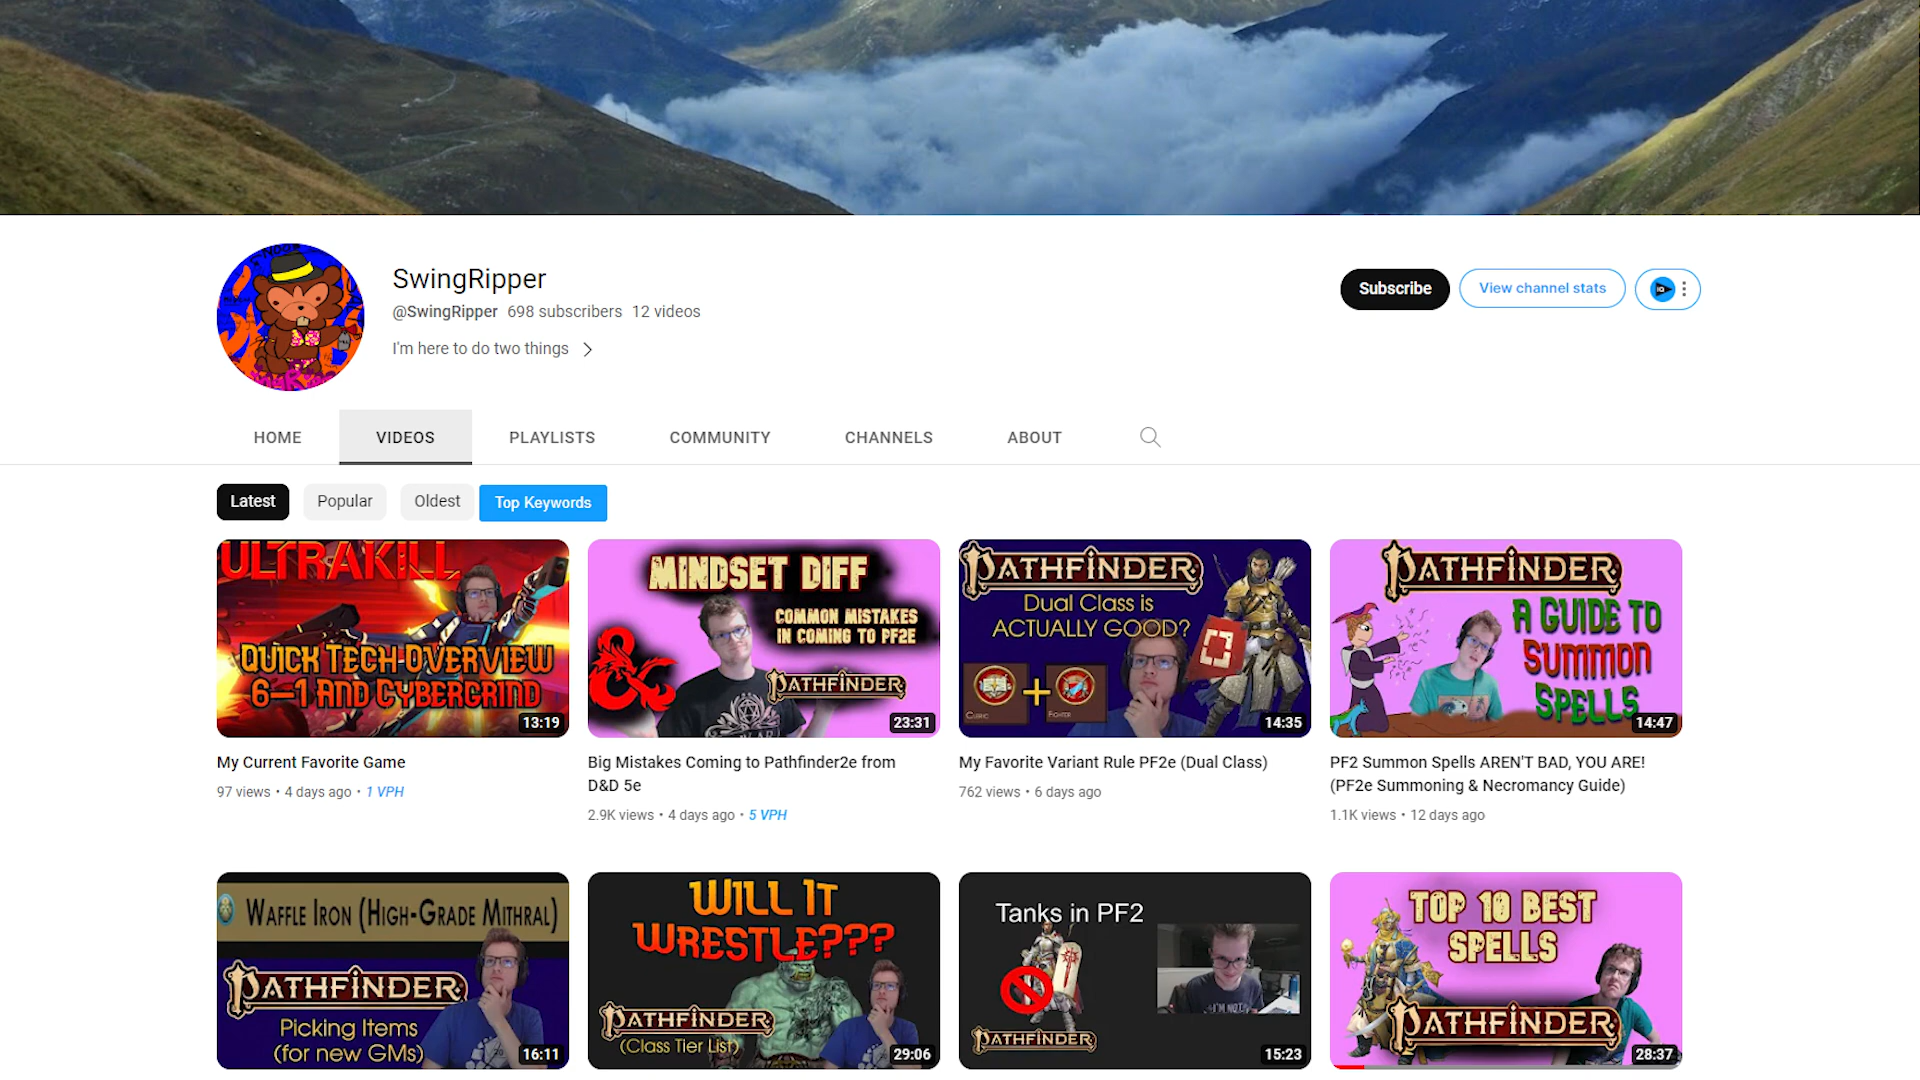 SwingRipper
@SwingRipper 698 subscribers 12 videos
I'm here to do two things
Subscribe
View channel stats
HOME VIDEOS PLAYLISTS COMMUNITY CHANNELS ABOUT
Latest Popular Oldest Top Keywords
ULTRAKILL
QUICK TECH OVERVIEW
6-1 AND CYBERGRIND
13:19
MINDSET DIFF
COMMON MISTAKES
IN COMING TO PF2E
PATHFINDER
23:31
PATHFINDER
Dual Class is
ACTUALLY GOOD?
CLERIC
FIGHTER
14:35
PATHFINDER
A GUIDE TO
SUMMON
SPELLS
14:47
My Current Favorite Game
97 views • 4 days ago • 1 VPH
Big Mistakes Coming to Pathfinder2e from
D&D 5e
2.9K views • 4 days ago • 5 VPH
My Favorite Variant Rule PF2e (Dual Class)
762 views • 6 days ago
PF2 Summon Spells AREN'T BAD, YOU ARE!
(PF2e Summoning & Necromancy Guide)
1.1K views • 12 days ago
WAFFLE IRON (HIGH-GRADE MITHRAL)
PATHFINDER
Picking Items
(for new GMs)
16:11
WILL IT
WRESTLE???
PATHFINDER
(Class Tier List)
29:06
Tanks in PF2
I'M NOT
PATHFINDER
15:23
TOP 10 BEST
SPELLS
PATHFINDER
28:37